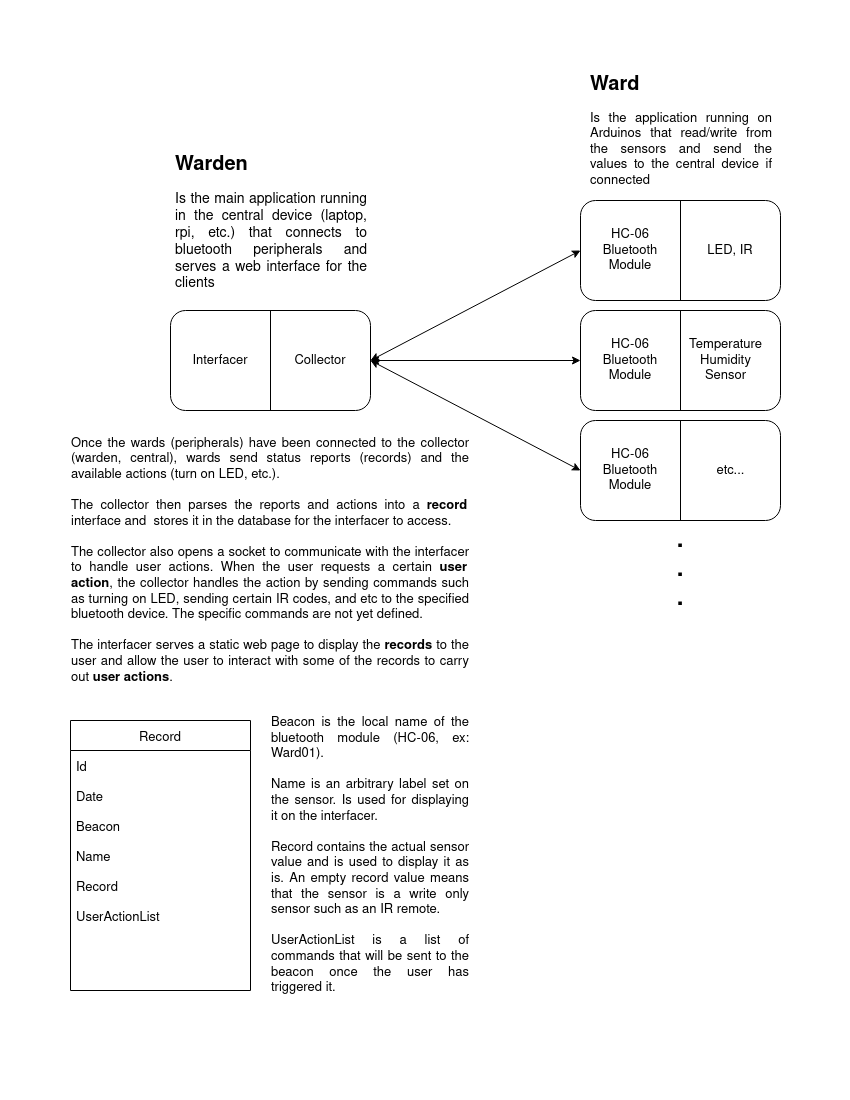 Ward
Is the application running on
Arduinos that read/write from
the sensors and send the
values to the central device if
connected
Warden
Is the main application running
in the central device (laptop,
rpi, etc.) that connects to
bluetooth peripherals and
serves a web interface for the
clients
HC-06
Bluetooth
Module
LED, IR
Interfacer
Collector
HC-06
Bluetooth
Module
Temperature
Humidity
Sensor
HC-06
Bluetooth
Module
etc...
Once the wards (peripherals) have been connected to the collector
(warden, central), wards send status reports (records) and the
available actions (turn on LED, etc.).
The collector then parses the reports and actions into a record
interface and stores it in the database for the interfacer to access.
The collector also opens a socket to communicate with the interfacer
to handle user actions. When the user requests a certain user
action, the collector handles the action by sending commands such
as turning on LED, sending certain IR codes, and etc to the specified
bluetooth device. The specific commands are not yet defined.
The interfacer serves a static web page to display the records to the
user and allow the user to interact with some of the records to carry
out user actions.
Record
Id
Date
Beacon
Name
Record
UserActionList
Beacon is the local name of the
bluetooth module (HC-06, ex:
Ward01).
Name is an arbitrary label set on
the sensor. Is used for displaying
it on the interfacer.
Record contains the actual sensor
value and is used to display it as
is. An empty record value means
that the sensor is a write only
sensor such as an IR remote.
UserActionList is a list of
commands that will be sent to the
beacon once the user has
triggered it.